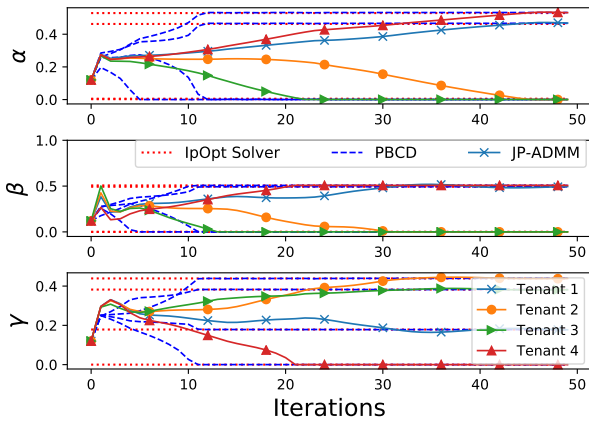 α
0.4
0.2
0.0
0 10 20 30 40 50
β
1.0
0.5
0.0
IpOpt Solver PBCD JP-ADMM
0 10 20 30 40 50
γ
0.4
0.2
0.0
Tenant 1
Tenant 2
Tenant 3
Tenant 4
0 10 20 30 40 50
Iterations